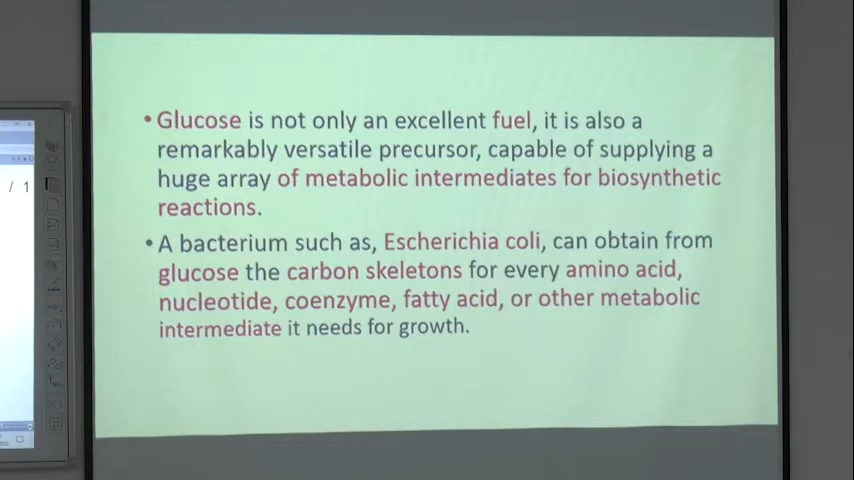 • Glucose is not only an excellent fuel, it is also a
remarkably versatile precursor, capable of supplying a
huge array of metabolic intermediates for biosynthetic
reactions.
• A bacterium such as, Escherichia coli, can obtain from
glucose the carbon skeletons for every amino acid,
nucleotide, coenzyme, fatty acid, or other metabolic
intermediate it needs for growth.
/ 1